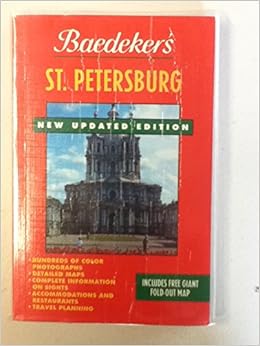 Baedeker's
ST. PETERSBURG
NEW UPDATED EDITION
• HUNDREDS OF COLOR
PHOTOGRAPHS
• DETAILED MAPS
• COMPLETE INFORMATION
ON SIGHTS
• ACCOMMODATIONS AND
RESTAURANTS
• TRAVEL PLANNING
INCLUDES FREE GIANT
FOLD-OUT MAP